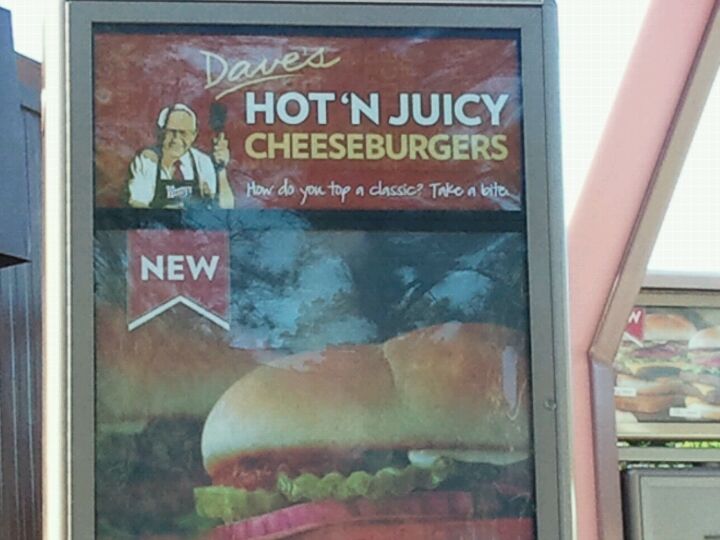 Dave's
HOT 'N JUICY
CHEESEBURGERS
How do you top a classic? Take a bite.
NEW